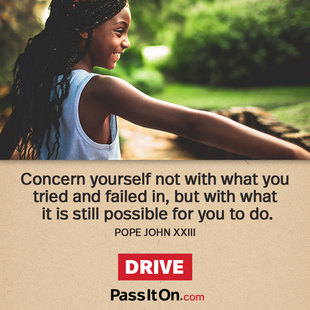 Concern yourself not with what you
tried and failed in, but with what
it is still possible for you to do.
POPE JOHN XXIII
DRIVE
PassItOn.com